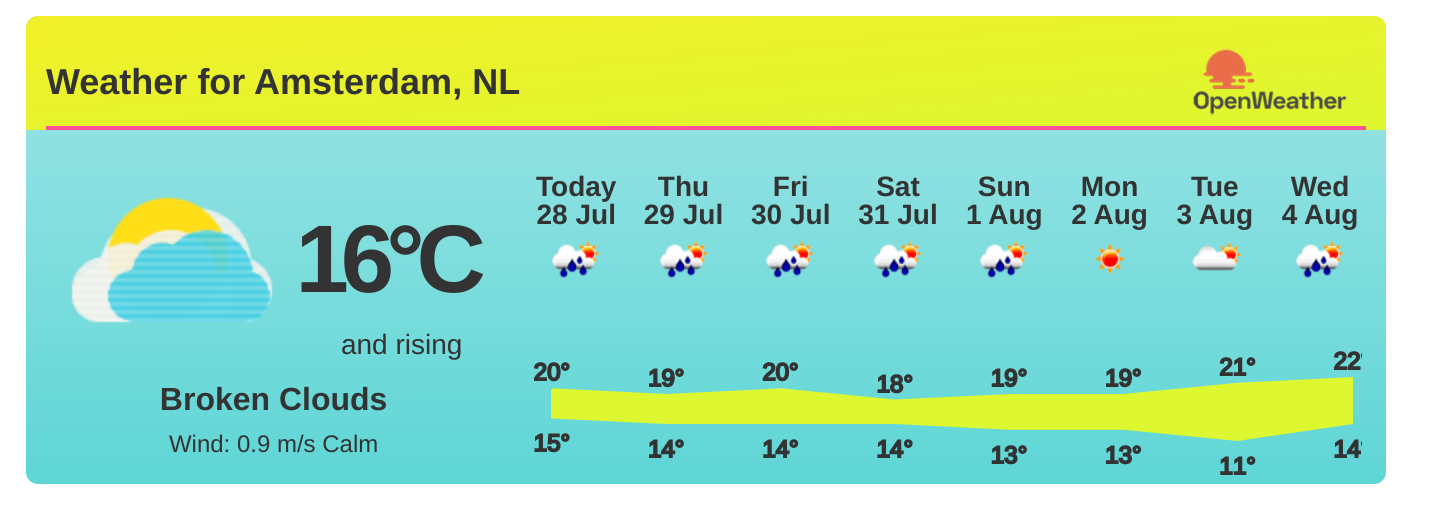 Weather for Amsterdam, NL
OpenWeather
Today Thu Fri Sat Sun Mon Tue Wed
28 Jul 29 Jul 30 Jul 31 Jul 1 Aug 2 Aug 3 Aug 4 Aug
16°C
and rising
Broken Clouds
Wind: 0.9 m/s Calm
20° 19° 20° 18° 19° 19° 21° 22°
15° 14° 14° 14° 13° 13° 11° 14°